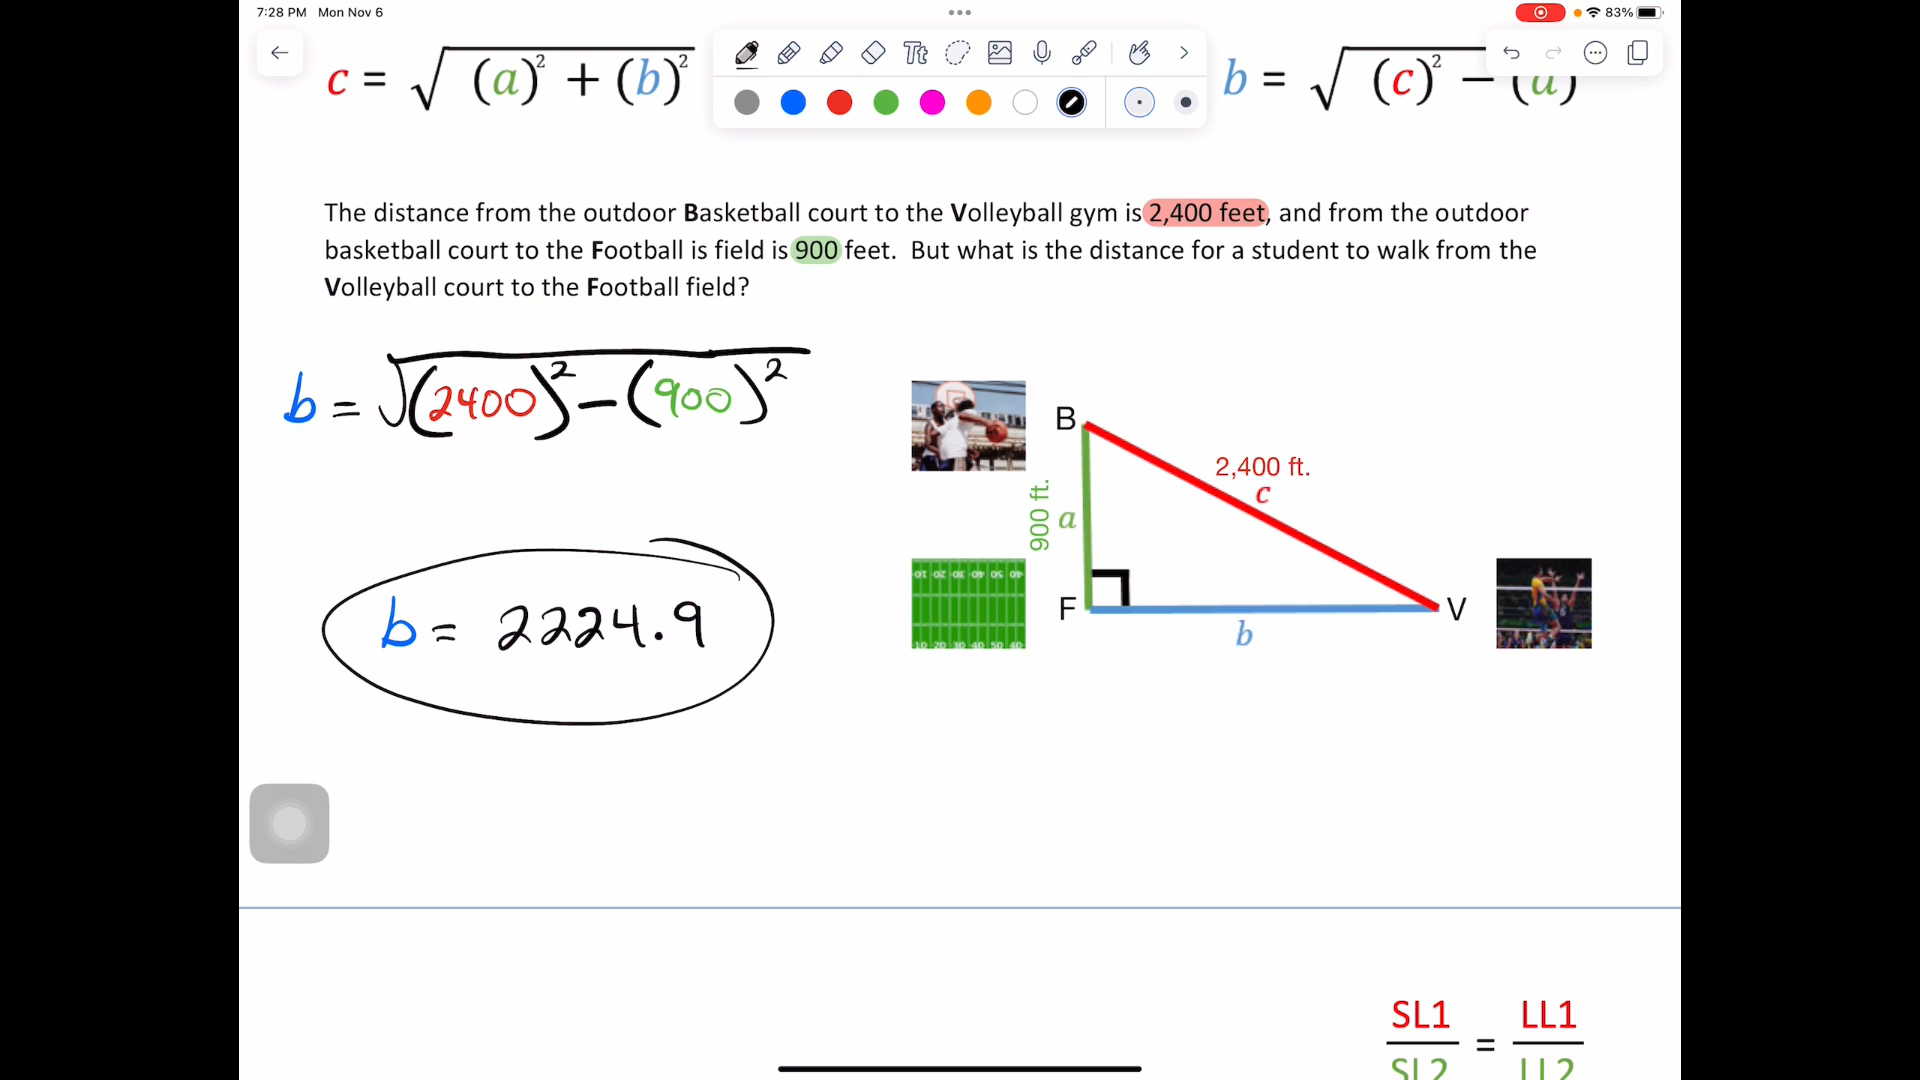 7:28 PM Mon Nov 6
83%
Tt
c = √(a)² + (b)²
b = √(c)² − (a)
The distance from the outdoor Basketball court to the Volleyball gym is 2,400 feet, and from the outdoor
basketball court to the Football is field is 900 feet. But what is the distance for a student to walk from the
Volleyball court to the Football field?
b = √(2400)² − (900)²
B
2,400 ft.
c
900 ft.
a
F
V
b
b = 2224.9
SL1 = LL1
SL2 LL2